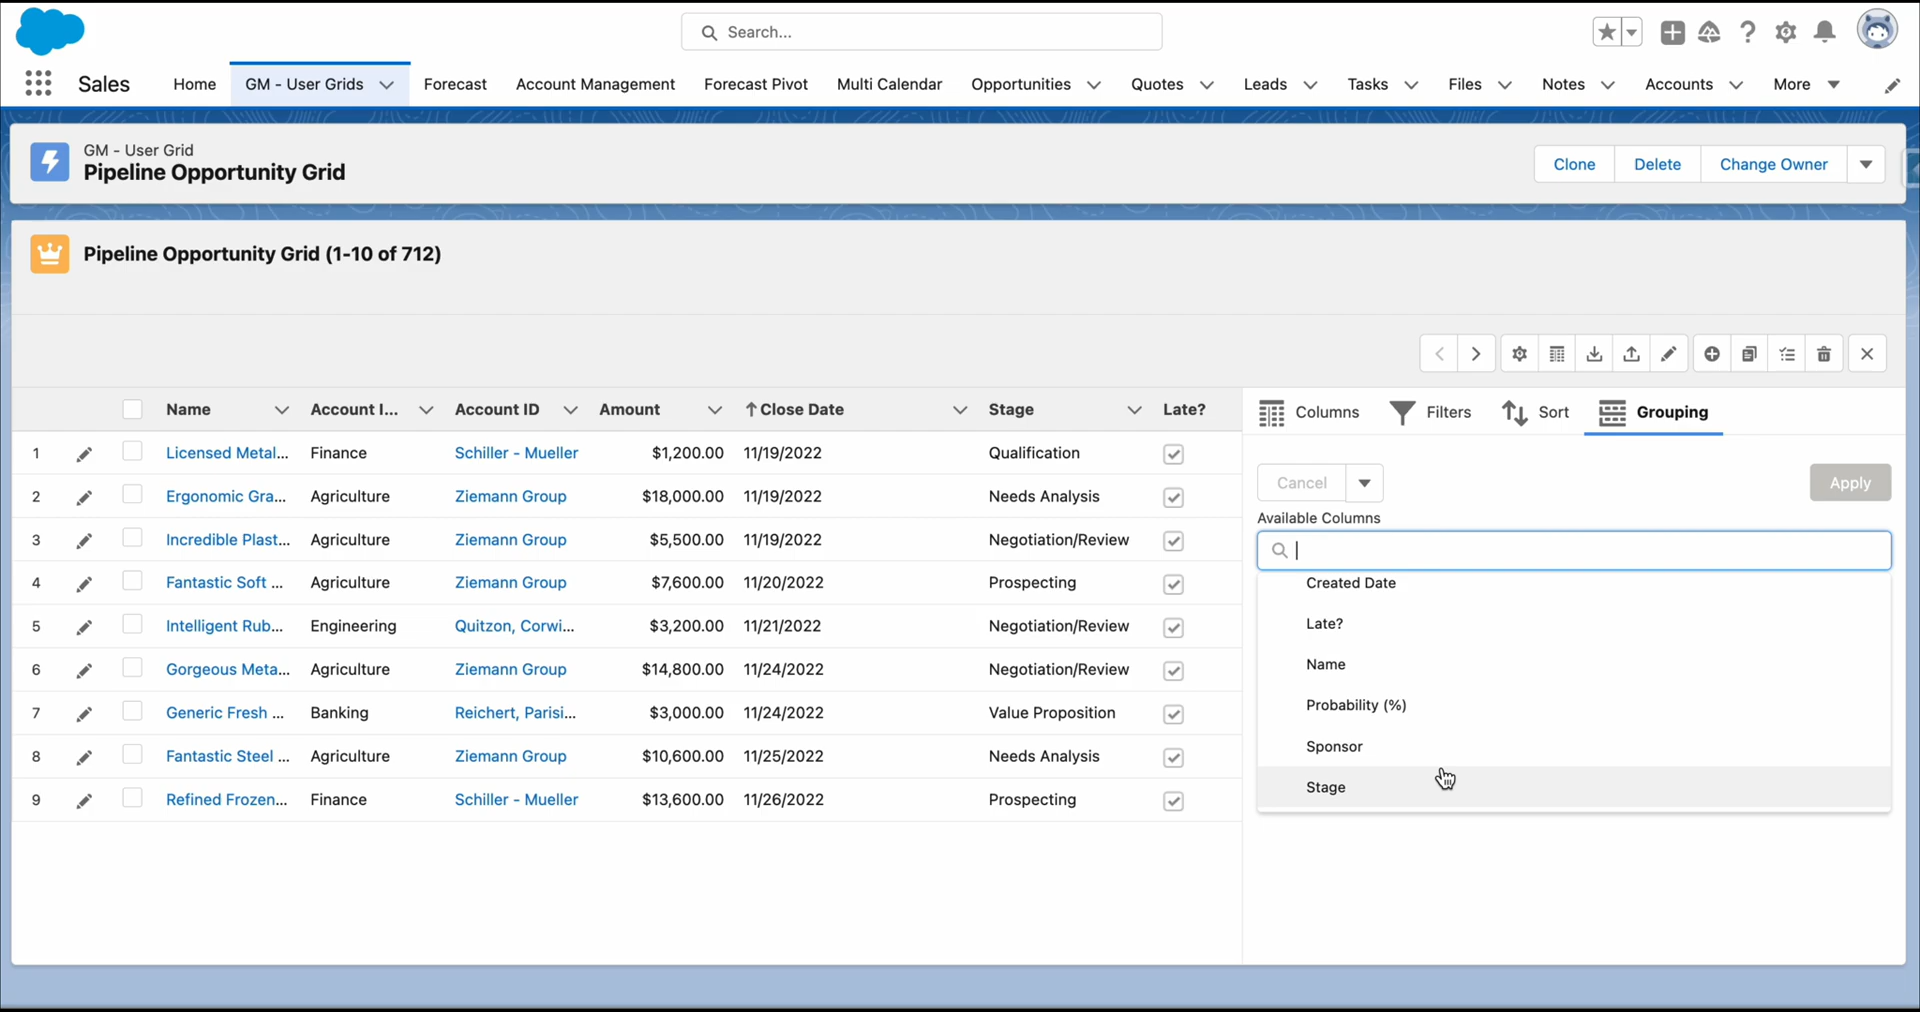 Search...
Sales
Home
GM - User Grids
Forecast
Account Management
Forecast Pivot
Multi Calendar
Opportunities
Quotes
Leads
Tasks
Files
Notes
Accounts
More
GM - User Grid
Pipeline Opportunity Grid
Clone
Delete
Change Owner
Pipeline Opportunity Grid (1-10 of 712)
Name Account I... Account ID Amount Close Date Stage Late?
1 Licensed Metal... Finance Schiller - Mueller $1,200.00 11/19/2022 Qualification
2 Ergonomic Gra... Agriculture Ziemann Group $18,000.00 11/19/2022 Needs Analysis
3 Incredible Plast... Agriculture Ziemann Group $5,500.00 11/19/2022 Negotiation/Review
4 Fantastic Soft ... Agriculture Ziemann Group $7,600.00 11/20/2022 Prospecting
5 Intelligent Rub... Engineering Quitzon, Corwi... $3,200.00 11/21/2022 Negotiation/Review
6 Gorgeous Meta... Agriculture Ziemann Group $14,800.00 11/24/2022 Negotiation/Review
7 Generic Fresh ... Banking Reichert, Parisi... $3,000.00 11/24/2022 Value Proposition
8 Fantastic Steel ... Agriculture Ziemann Group $10,600.00 11/25/2022 Needs Analysis
9 Refined Frozen... Finance Schiller - Mueller $13,600.00 11/26/2022 Prospecting
Columns
Filters
Sort
Grouping
Cancel
Apply
Available Columns
Created Date
Late?
Name
Probability (%)
Sponsor
Stage